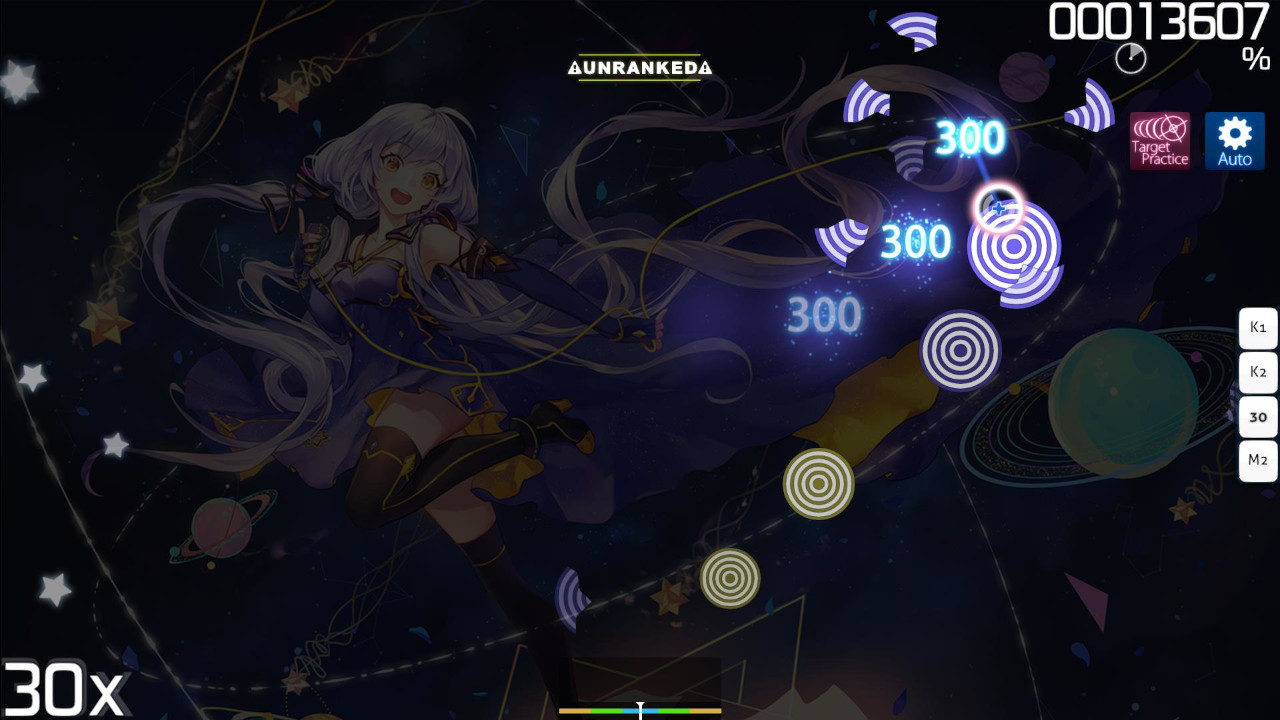 00013607
%
⚠UNRANKED⚠
Target
Practice
Auto
300
300
300
K1
K2
30
M2
30x